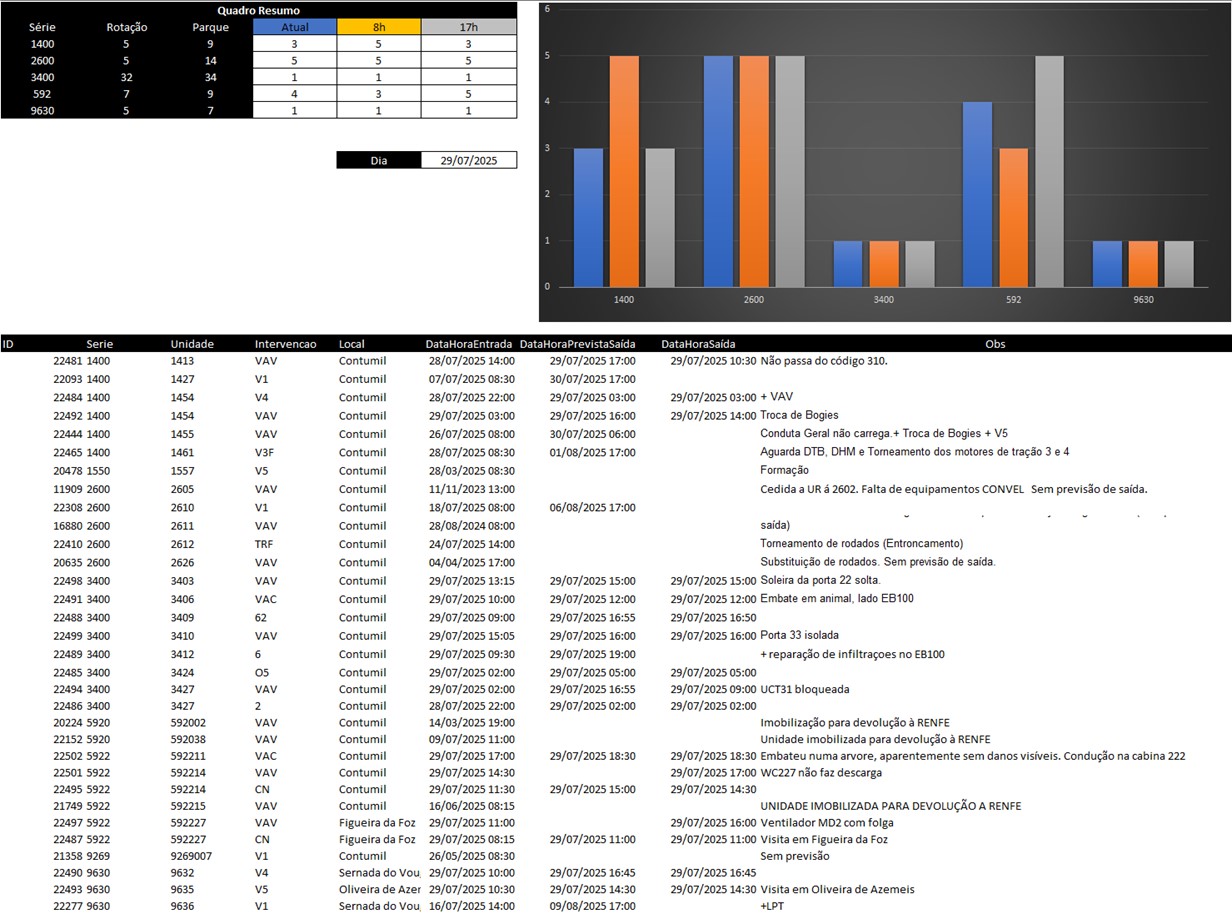 Quadro Resumo
Série Rotação Parque Atual 8h 17h
1400 5 9 3 5 3
2600 5 14 5 5 5
3400 32 34 1 1 1
592 7 9 4 3 5
9630 5 7 1 1 1
Dia 29/07/2025
6
5
4
3
2
1
0
1400 2600 3400 592 9630
ID Serie Unidade Intervencao Local DataHoraEntrada DataHoraPrevistaSaída DataHoraSaída Obs
22481 1400 1413 VAV Contumil 28/07/2025 14:00 29/07/2025 17:00 29/07/2025 10:30 Não passa do código 310.
22093 1400 1427 V1 Contumil 07/07/2025 08:30 30/07/2025 17:00
22484 1400 1454 V4 Contumil 28/07/2025 22:00 29/07/2025 03:00 29/07/2025 03:00 + VAV
22492 1400 1454 VAV Contumil 29/07/2025 03:00 29/07/2025 16:00 29/07/2025 14:00 Troca de Bogies
22444 1400 1455 VAV Contumil 26/07/2025 08:00 30/07/2025 06:00 Conduta Geral não carrega.+ Troca de Bogies + V5
22465 1400 1461 V3F Contumil 28/07/2025 08:30 01/08/2025 17:00 Aguarda DTB, DHM e Torneamento dos motores de tração 3 e 4
20478 1550 1557 V5 Contumil 28/03/2025 08:30 Formação
11909 2600 2605 VAV Contumil 11/11/2023 13:00 Cedida a UR á 2602. Falta de equipamentos CONVEL Sem previsão de saída.
22308 2600 2610 V1 Contumil 18/07/2025 08:00 06/08/2025 17:00
16880 2600 2611 VAV Contumil 28/08/2024 08:00 saída)
22410 2600 2612 TRF Contumil 24/07/2025 14:00 Torneamento de rodados (Entroncamento)
20635 2600 2626 VAV Contumil 04/04/2025 17:00 Substituição de rodados. Sem previsão de saída.
22498 3400 3403 VAV Contumil 29/07/2025 13:15 29/07/2025 15:00 29/07/2025 15:00 Soleira da porta 22 solta.
22491 3400 3406 VAC Contumil 29/07/2025 10:00 29/07/2025 12:00 29/07/2025 12:00 Embate em animal, lado EB100
22488 3400 3409 62 Contumil 29/07/2025 09:00 29/07/2025 16:55 29/07/2025 16:50
22499 3400 3410 VAV Contumil 29/07/2025 15:05 29/07/2025 16:00 29/07/2025 16:00 Porta 33 isolada
22489 3400 3412 6 Contumil 29/07/2025 09:30 29/07/2025 19:00 + reparação de infiltraçoes no EB100
22485 3400 3424 O5 Contumil 29/07/2025 02:00 29/07/2025 05:00 29/07/2025 05:00
22494 3400 3427 VAV Contumil 29/07/2025 02:00 29/07/2025 16:55 29/07/2025 09:00 UCT31 bloqueada
22486 3400 3427 2 Contumil 28/07/2025 22:00 29/07/2025 02:00 29/07/2025 02:00
20224 5920 592002 VAV Contumil 14/03/2025 19:00 Imobilização para devolução à RENFE
22152 5920 592038 VAV Contumil 09/07/2025 11:00 Unidade imobilizada para devolução à RENFE
22502 5922 592211 VAC Contumil 29/07/2025 17:00 29/07/2025 18:30 29/07/2025 18:30 Embateu numa arvore, aparentemente sem danos visíveis. Condução na cabina 222
22501 5922 592214 VAV Contumil 29/07/2025 14:30 29/07/2025 17:00 WC227 não faz descarga
22495 5922 592214 CN Contumil 29/07/2025 11:30 29/07/2025 15:00 29/07/2025 14:30
21749 5922 592215 VAV Contumil 16/06/2025 08:15 UNIDADE IMOBILIZADA PARA DEVOLUÇÃO A RENFE
22497 5922 592227 VAV Figueira da Foz 29/07/2025 11:00 29/07/2025 16:00 Ventilador MD2 com folga
22487 5922 592227 CN Figueira da Foz 29/07/2025 08:15 29/07/2025 11:00 29/07/2025 11:00 Visita em Figueira da Foz
21358 9269 9269007 V1 Contumil 26/05/2025 08:30 Sem previsão
22490 9630 9632 V4 Sernada do Vou 29/07/2025 10:00 29/07/2025 16:45 29/07/2025 16:45
22493 9630 9635 V5 Oliveira de Azer 29/07/2025 10:30 29/07/2025 14:30 29/07/2025 14:30 Visita em Oliveira de Azemeis
22277 9630 9636 V1 Sernada do Vou 16/07/2025 14:00 09/08/2025 17:00 +LPT